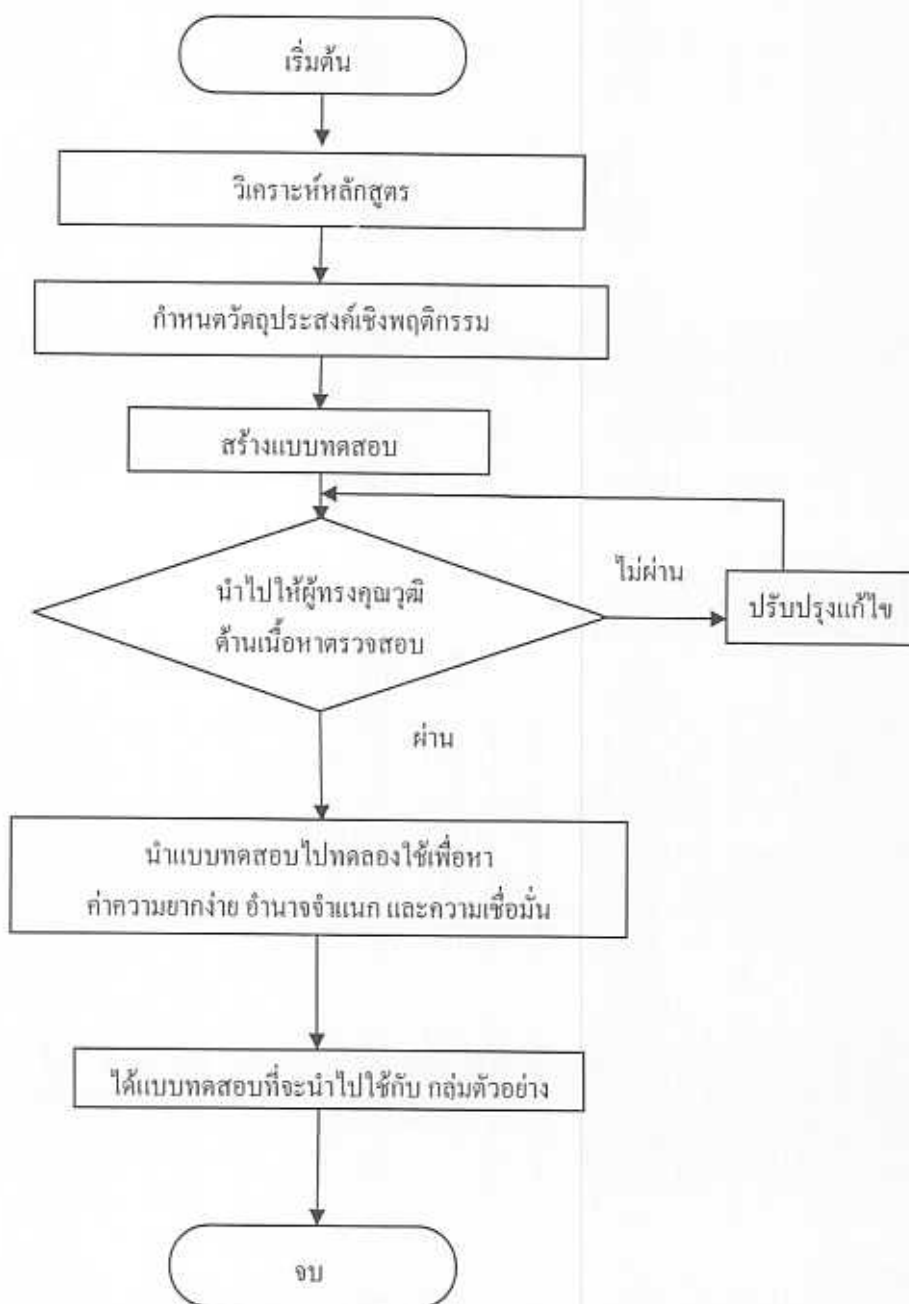 เริ่มต้น
วิเคราะห์หลักสูตร
กำหนดวัตถุประสงค์เชิงพฤติกรรม
สร้างแบบทดสอบ
นำไปให้ผู้ทรงคุณวุฒิ
ด้านเนื้อหาตรวจสอบ
ไม่ผ่าน
ปรับปรุงแก้ไข
ผ่าน
นำแบบทดสอบไปทดลองใช้เพื่อหา
ค่าความยากง่าย อำนาจจำแนก และความเชื่อมั่น
ได้แบบทดสอบที่จะนำไปใช้กับ กลุ่มตัวอย่าง
จบ